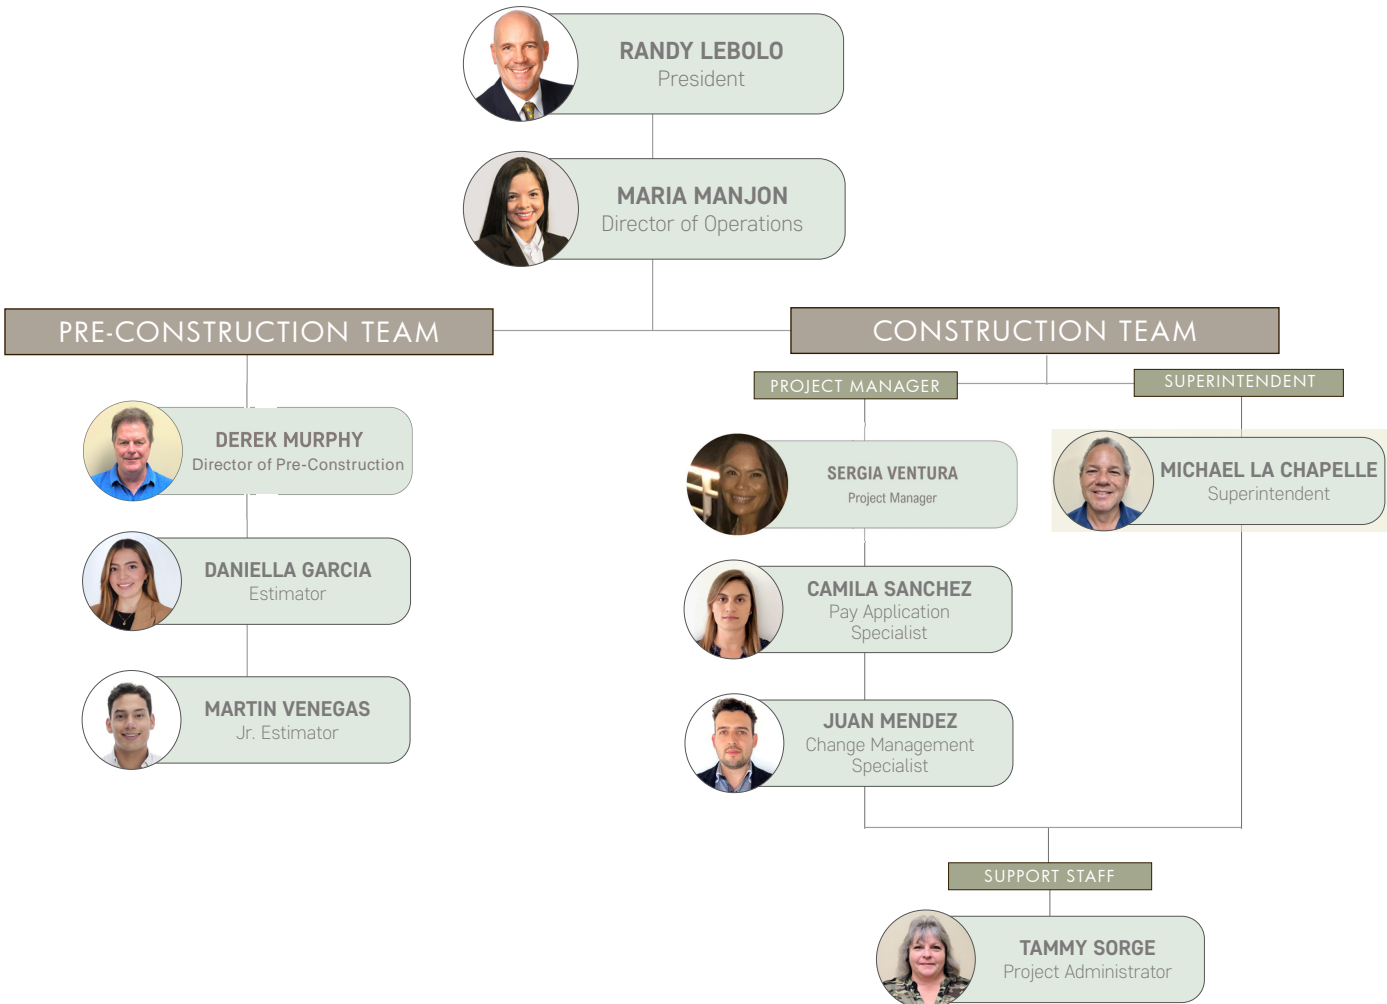 RANDY LEBOLO
President
MARIA MANJON
Director of Operations
PRE-CONSTRUCTION TEAM
CONSTRUCTION TEAM
PROJECT MANAGER
SUPERINTENDENT
DEREK MURPHY
Director of Pre-Construction
SERGIA VENTURA
Project Manager
MICHAEL LA CHAPELLE
Superintendent
DANIELLA GARCIA
Estimator
CAMILA SANCHEZ
Pay Application
Specialist
MARTIN VENEGAS
Jr. Estimator
JUAN MENDEZ
Change Management
Specialist
SUPPORT STAFF
TAMMY SORGE
Project Administrator